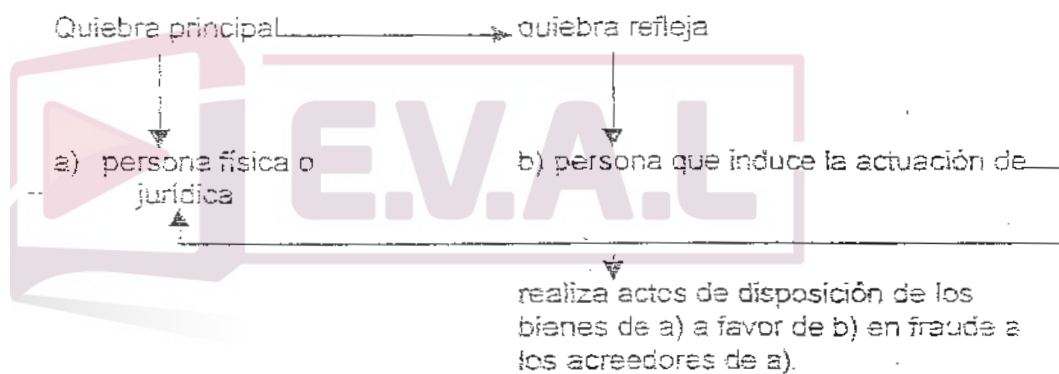 Quiebra principal quiebra refleja
a) persona física o
jurídica
b) persona que induce la actuación de
realiza actos de disposición de los
bienes de a) a favor de b) en fraude a
los acreedores de a).
E.V.A.L